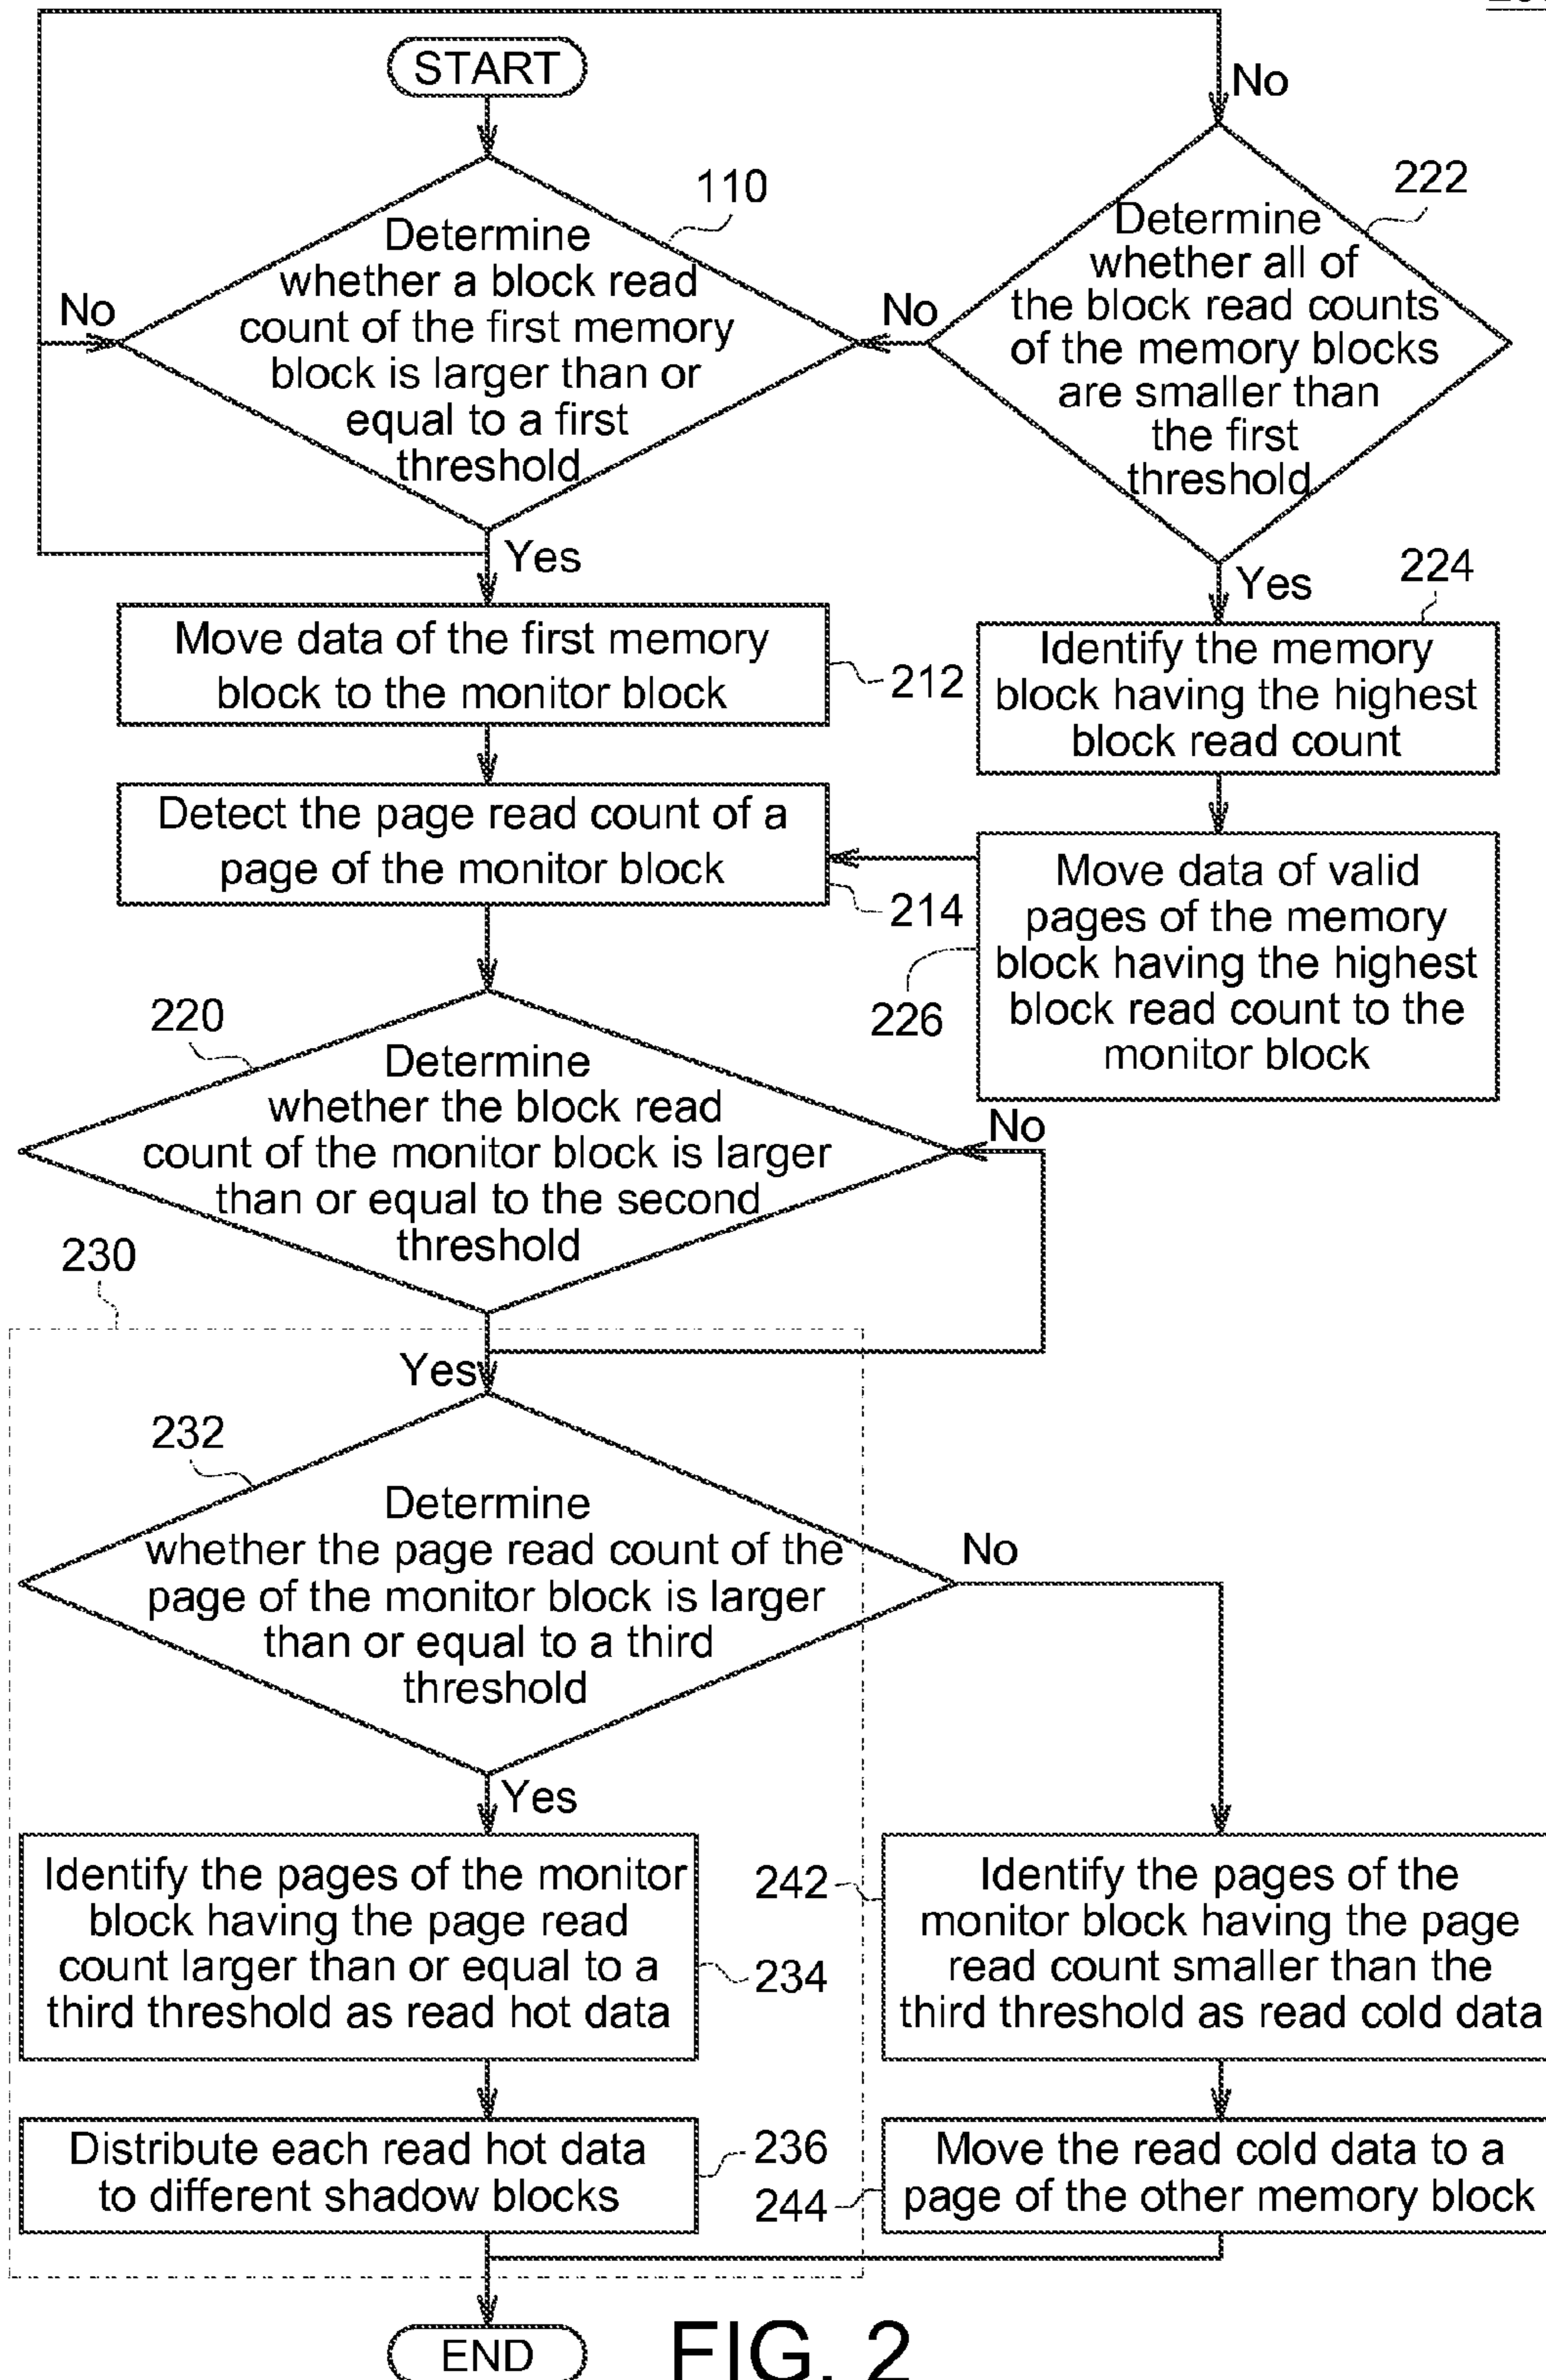 START
No
110
Determine
whether a block read
count of the first memory
block is larger than or
equal to a first
threshold
No
222
Determine
whether all of
the block read counts
of the memory blocks
are smaller than
the first
threshold
No
Yes
Yes
224
Move data of the first memory
block to the monitor block
212
Identify the memory
block having the highest
block read count
Detect the page read count of a
page of the monitor block
214
Move data of valid
pages of the memory
block having the highest
block read count to the
monitor block
226
220
Determine
whether the block read
count of the monitor block is larger
than or equal to the second
threshold
No
230
Yes
232
Determine
whether the page read count of the
page of the monitor block is larger
than or equal to a third
threshold
No
Yes
Identify the pages of the monitor
block having the page read
count larger than or equal to a
third threshold as read hot data
234
242
Identify the pages of the
monitor block having the page
read count smaller than the
third threshold as read cold data
Distribute each read hot data
to different shadow blocks
236
244
Move the read cold data to a
page of the other memory block
END
FIG. 2